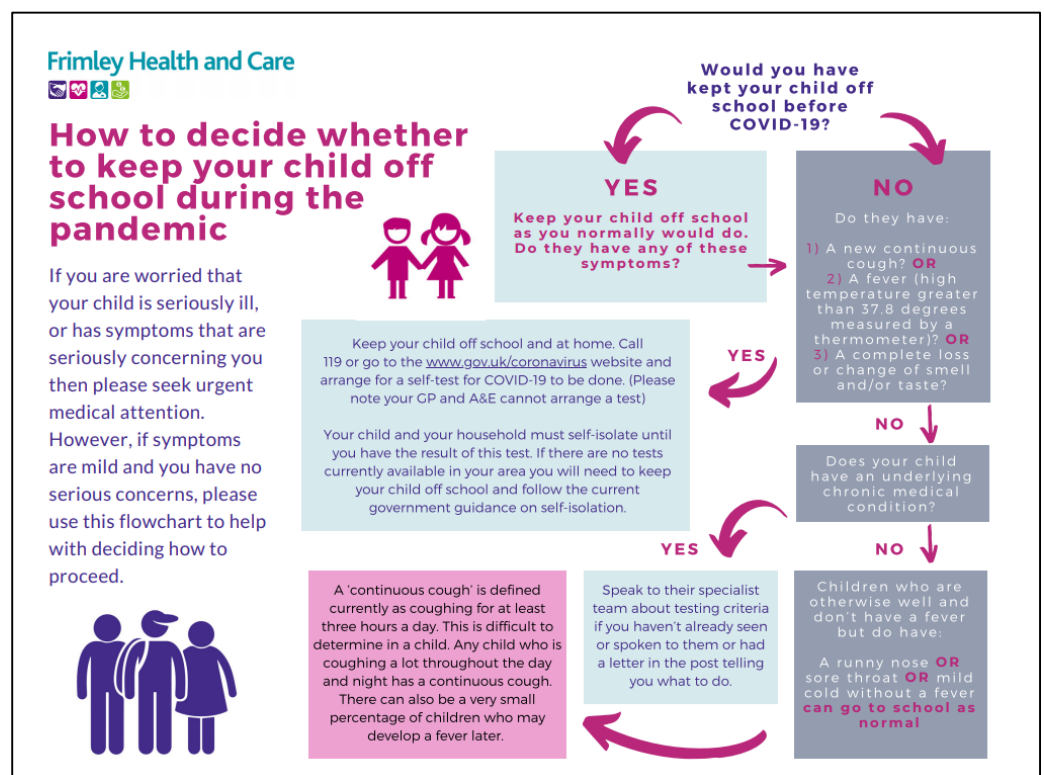 Frimley Health and Care
How to decide whether
to keep your child off
school during the
pandemic
If you are worried that
your child is seriously ill,
or has symptoms that are
seriously concerning you
then please seek urgent
medical attention.
However, if symptoms
are mild and you have no
serious concerns, please
use this flowchart to help
with deciding how to
proceed.
Would you have
kept your child off
school before
COVID-19?
YES
Keep your child off school
as you normally would do.
Do they have any of these
symptoms?
NO
Do they have:
1) A new continuous
cough? OR
2) A fever (high
temperature greater
than 37.8 degrees
measured by a
thermometer)? OR
3) A complete loss
or change of smell
and/or taste?
YES
Keep your child off school and at home. Call
119 or go to the www.gov.uk/coronavirus website and
arrange for a self-test for COVID-19 to be done. (Please
note your GP and A&E cannot arrange a test)
Your child and your household must self-isolate until
you have the result of this test. If there are no tests
currently available in your area you will need to keep
your child off school and follow the current
government guidance on self-isolation.
NO
Does your child
have an underlying
chronic medical
condition?
YES
Speak to their specialist
team about testing criteria
if you haven't already seen
or spoken to them or had
a letter in the post telling
you what to do.
NO
Children who are
otherwise well and
don't have a fever
but do have:
A runny nose OR
sore throat OR mild
cold without a fever
can go to school as
normal
A 'continuous cough' is defined
currently as coughing for at least
three hours a day. This is difficult to
determine in a child. Any child who is
coughing a lot throughout the day
and night has a continuous cough.
There can also be a very small
percentage of children who may
develop a fever later.